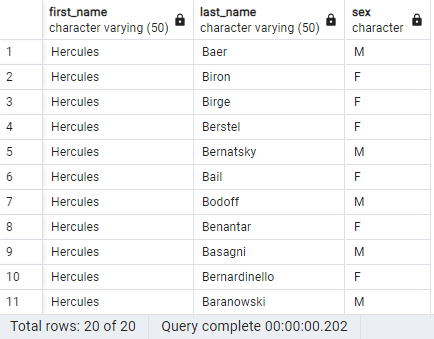 first_name last_name sex
character varying (50) character varying (50) character
1 Hercules Baer M
2 Hercules Biron F
3 Hercules Birge F
4 Hercules Berstel F
5 Hercules Bernatsky M
6 Hercules Bail F
7 Hercules Bodoff M
8 Hercules Benantar F
9 Hercules Basagni M
10 Hercules Bernardinello F
11 Hercules Baranowski M
Total rows: 20 of 20 Query complete 00:00:00.202